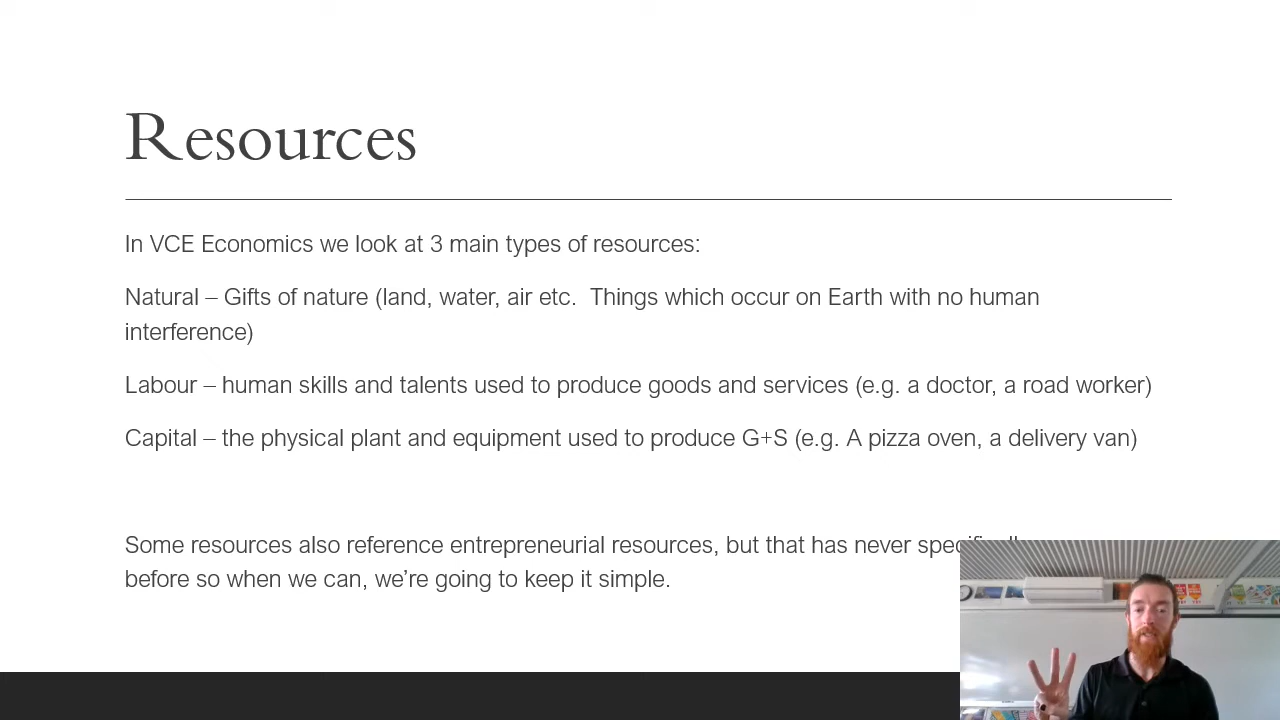 Resources
In VCE Economics we look at 3 main types of resources:
Natural – Gifts of nature (land, water, air etc.  Things which occur on Earth with no human
interference)
Labour – human skills and talents used to produce goods and services (e.g. a doctor, a road worker)
Capital – the physical plant and equipment used to produce G+S (e.g. A pizza oven, a delivery van)
Some resources also reference entrepreneurial resources, but that has never
before so when we can, we’re going to keep it simple.